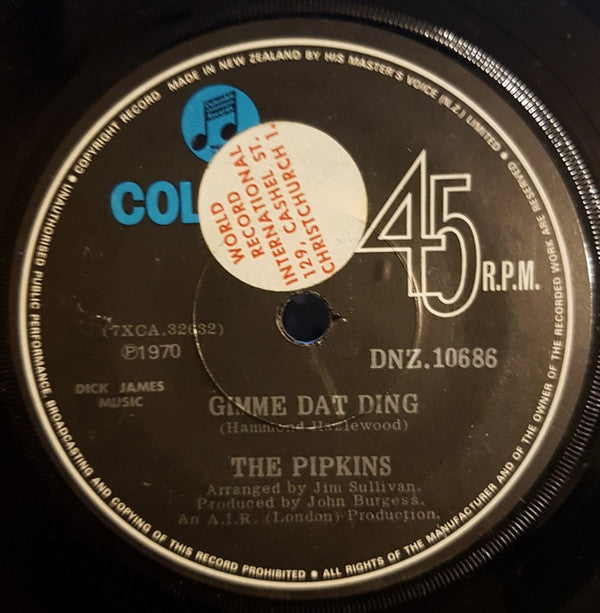 MADE IN NEW ZEALAND BY HIS MASTER'S VOICE (N.Z.) LIMITED • ALL RIGHTS OF THE MANUFACTURER AND OF THE OWNER OF THE RECORDED WORK ARE RESERVED
• UNAUTHORISED PUBLIC PERFORMANCE, BROADCASTING AND COPYING OF THIS RECORD PROHIBITED •
COPYRIGHT RECORD
COL
WORLD
RECORD
INTERNATIONAL
129, CASHEL ST.
CHRISTCHURCH 1.
45
R.P.M.
(7XCA.32632)
℗1970
DNZ.10686
DICK JAMES
MUSIC
GIMME DAT DING
(Hammond Hazlewood)
THE PIPKINS
Arranged by Jim Sullivan.
Produced by John Burgess.
An A.I.R. (London) Production.